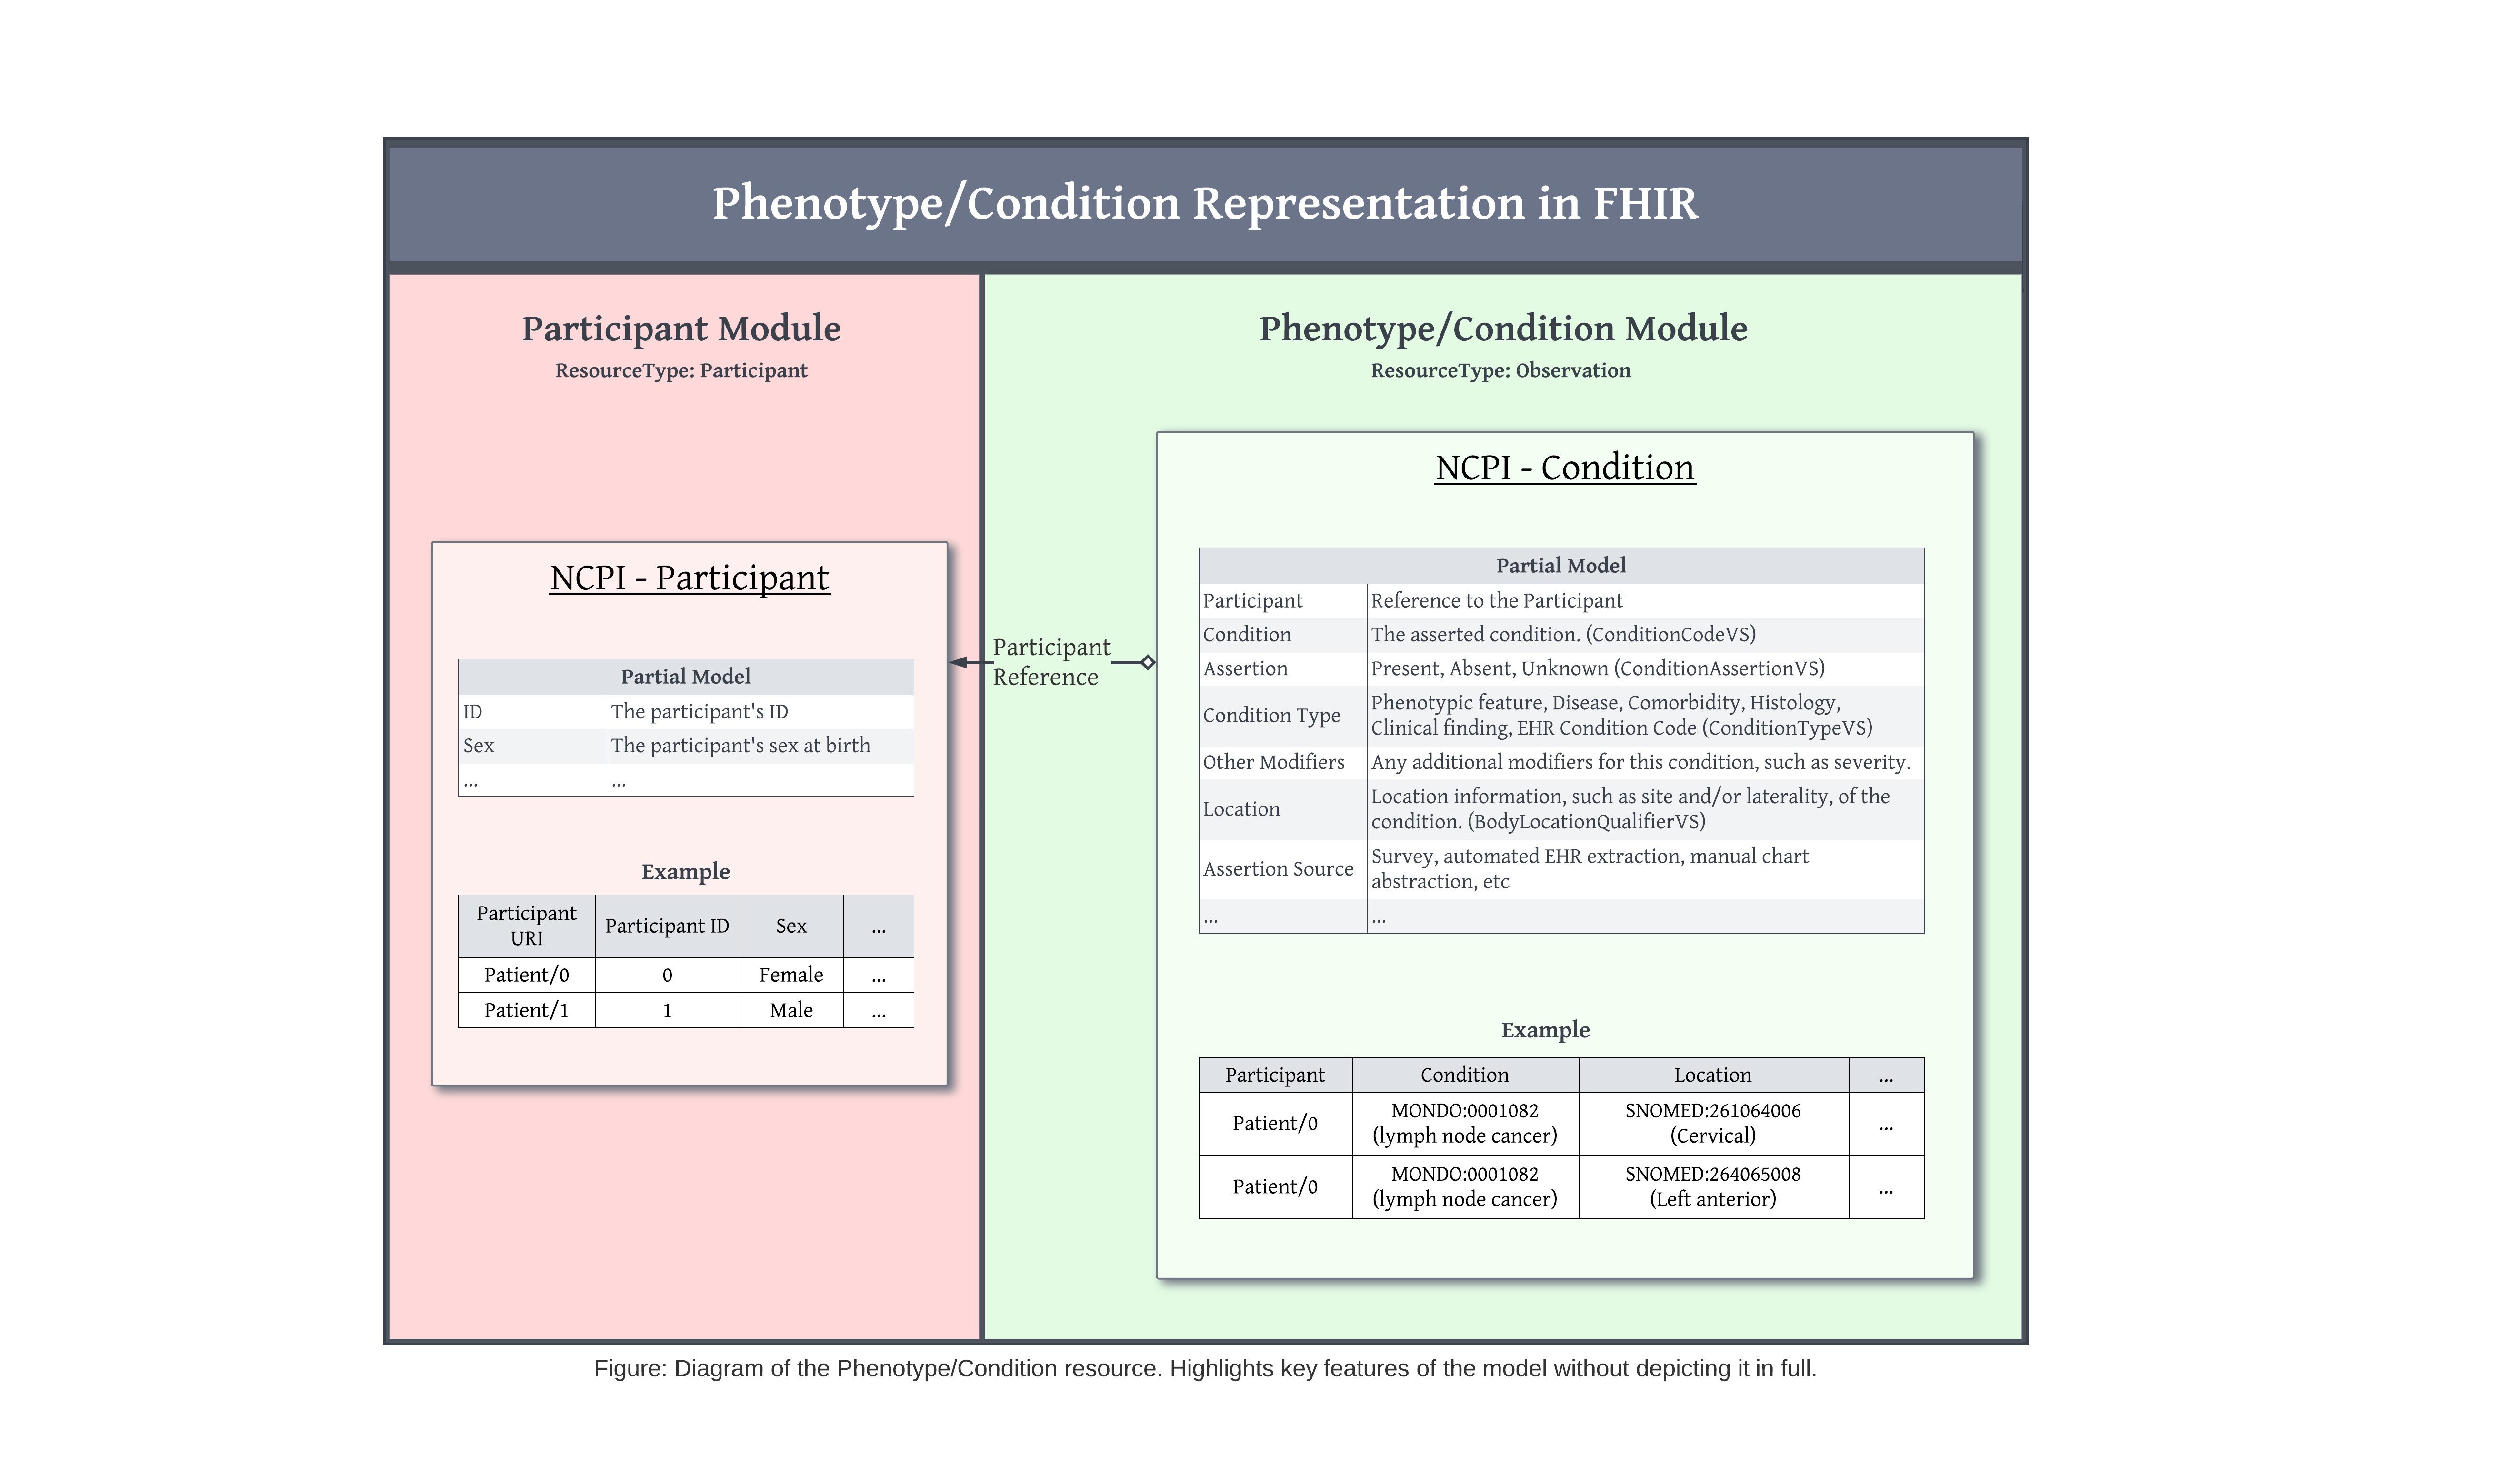 Phenotype/Condition Representation in FHIR
Participant Module
ResourceType: Participant
NCPI - Participant
Partial Model
ID The participant's ID
Sex The participant's sex at birth
... ...
Example
Participant
URI
Participant ID Sex ...
Patient/0 0 Female ...
Patient/1 1 Male ...
Participant
Reference
Phenotype/Condition Module
ResourceType: Observation
NCPI - Condition
Partial Model
Participant Reference to the Participant
Condition The asserted condition. (ConditionCodeVS)
Assertion Present, Absent, Unknown (ConditionAssertionVS)
Condition Type Phenotypic feature, Disease, Comorbidity, Histology,
Clinical finding, EHR Condition Code (ConditionTypeVS)
Other Modifiers Any additional modifiers for this condition, such as severity.
Location Location information, such as site and/or laterality, of the
condition. (BodyLocationQualifierVS)
Assertion Source Survey, automated EHR extraction, manual chart
abstraction, etc
... ...
Example
Participant Condition Location ...
Patient/0 MONDO:0001082 SNOMED:261064006 ...
(lymph node cancer) (Cervical)
Patient/0 MONDO:0001082 SNOMED:264065008 ...
(lymph node cancer) (Left anterior)
Figure: Diagram of the Phenotype/Condition resource. Highlights key features of the model without depicting it in full.